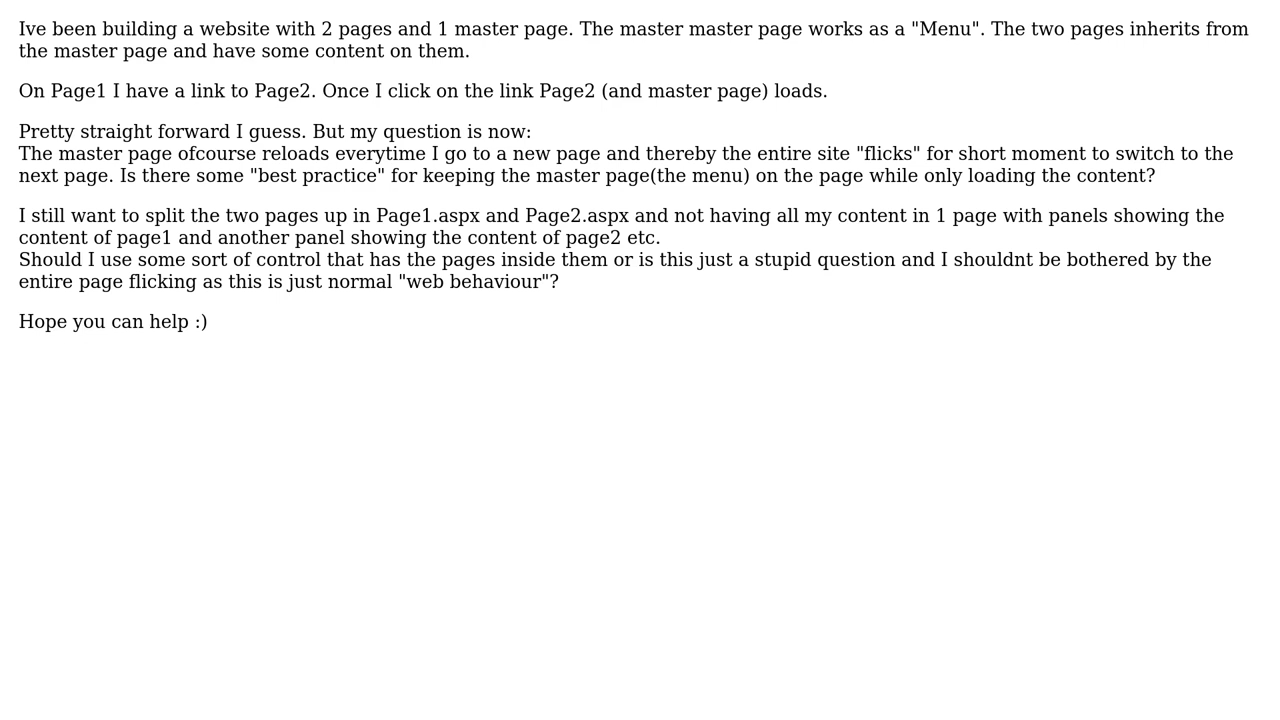 Ive been building a website with 2 pages and 1 master page. The master master page works as a "Menu". The two pages inherits from
the master page and have some content on them.
On Page1 I have a link to Page2. Once I click on the link Page2 (and master page) loads.
Pretty straight forward I guess. But my question is now:
The master page ofcourse reloads everytime I go to a new page and thereby the entire site "flicks" for short moment to switch to the
next page. Is there some "best practice" for keeping the master page(the menu) on the page while only loading the content?
I still want to split the two pages up in Page1.aspx and Page2.aspx and not having all my content in 1 page with panels showing the
content of page1 and another panel showing the content of page2 etc.
Should I use some sort of control that has the pages inside them or is this just a stupid question and I shouldnt be bothered by the
entire page flicking as this is just normal "web behaviour"?
Hope you can help :)